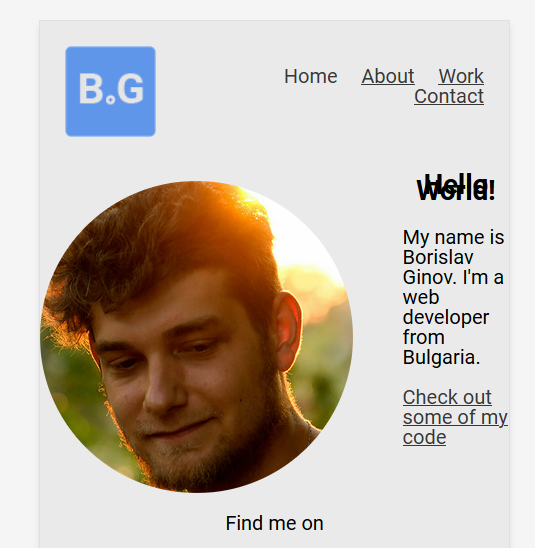 B.G
Home About Work
Contact
Hello
World!
My name is
Borislav
Ginov. I'm a
web
developer
from
Bulgaria.
Check out
some of my
code
Find me on